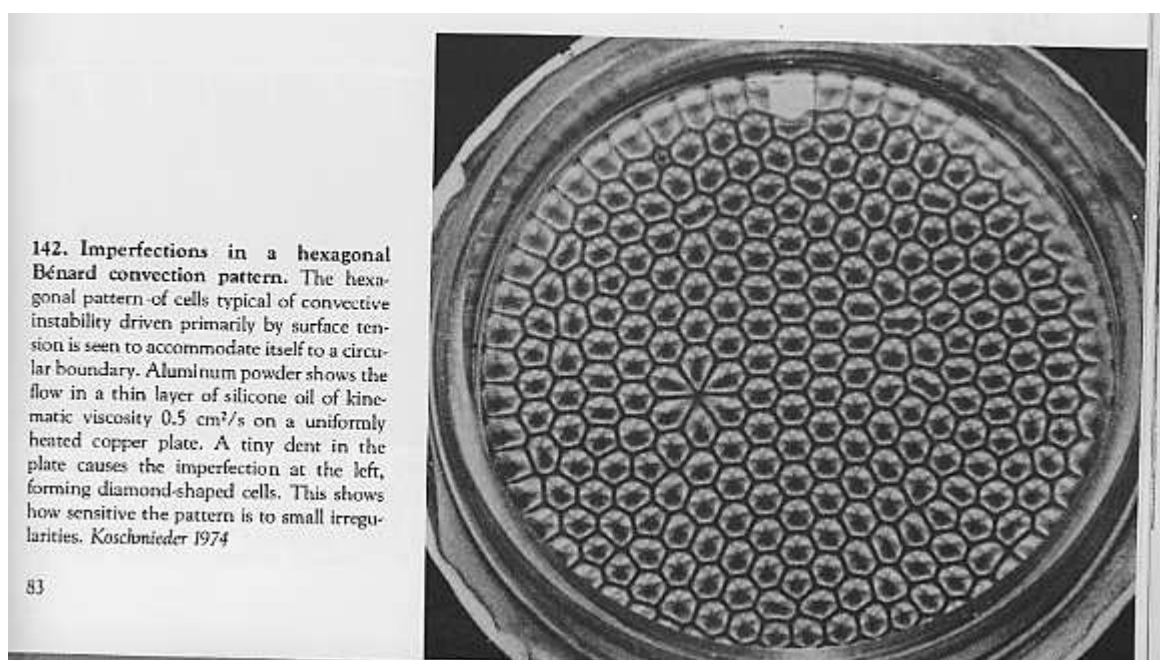 142. Imperfections in a hexagonal
Bénard convection pattern. The hexa-
gonal pattern of cells typical of convective
instability driven primarily by surface ten-
sion is seen to accommodate itself to a circu-
lar boundary. Aluminum powder shows the
flow in a thin layer of silicone oil of kine-
matic viscosity 0.5 cm²/s on a uniformly
heated copper plate. A tiny dent in the
plate causes the imperfection at the left,
forming diamond-shaped cells. This shows
how sensitive the pattern is to small irregu-
larities. Koschmieder 1974
83